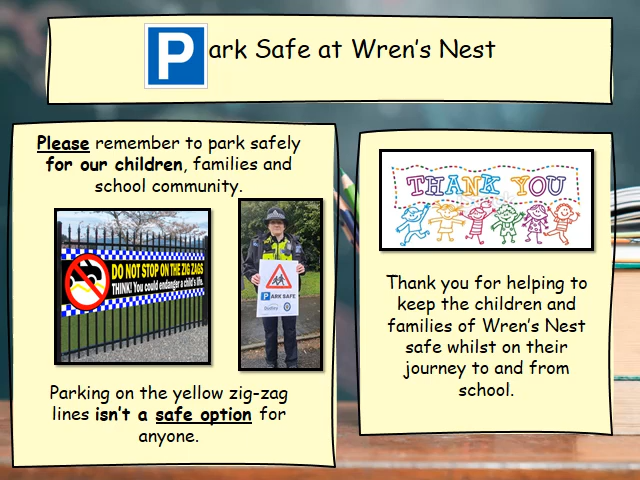 Park Safe at Wren's Nest
Please remember to park safely
for our children, families and
school community.
DO NOT STOP ON THE ZIG ZAGS
THINK! You could endanger a child's life.
PARK SAFE
Dudley
Parking on the yellow zig-zag
lines isn't a safe option for
anyone.
THANK YOU
Thank you for helping to
keep the children and
families of Wren's Nest
safe whilst on their
journey to and from
school.